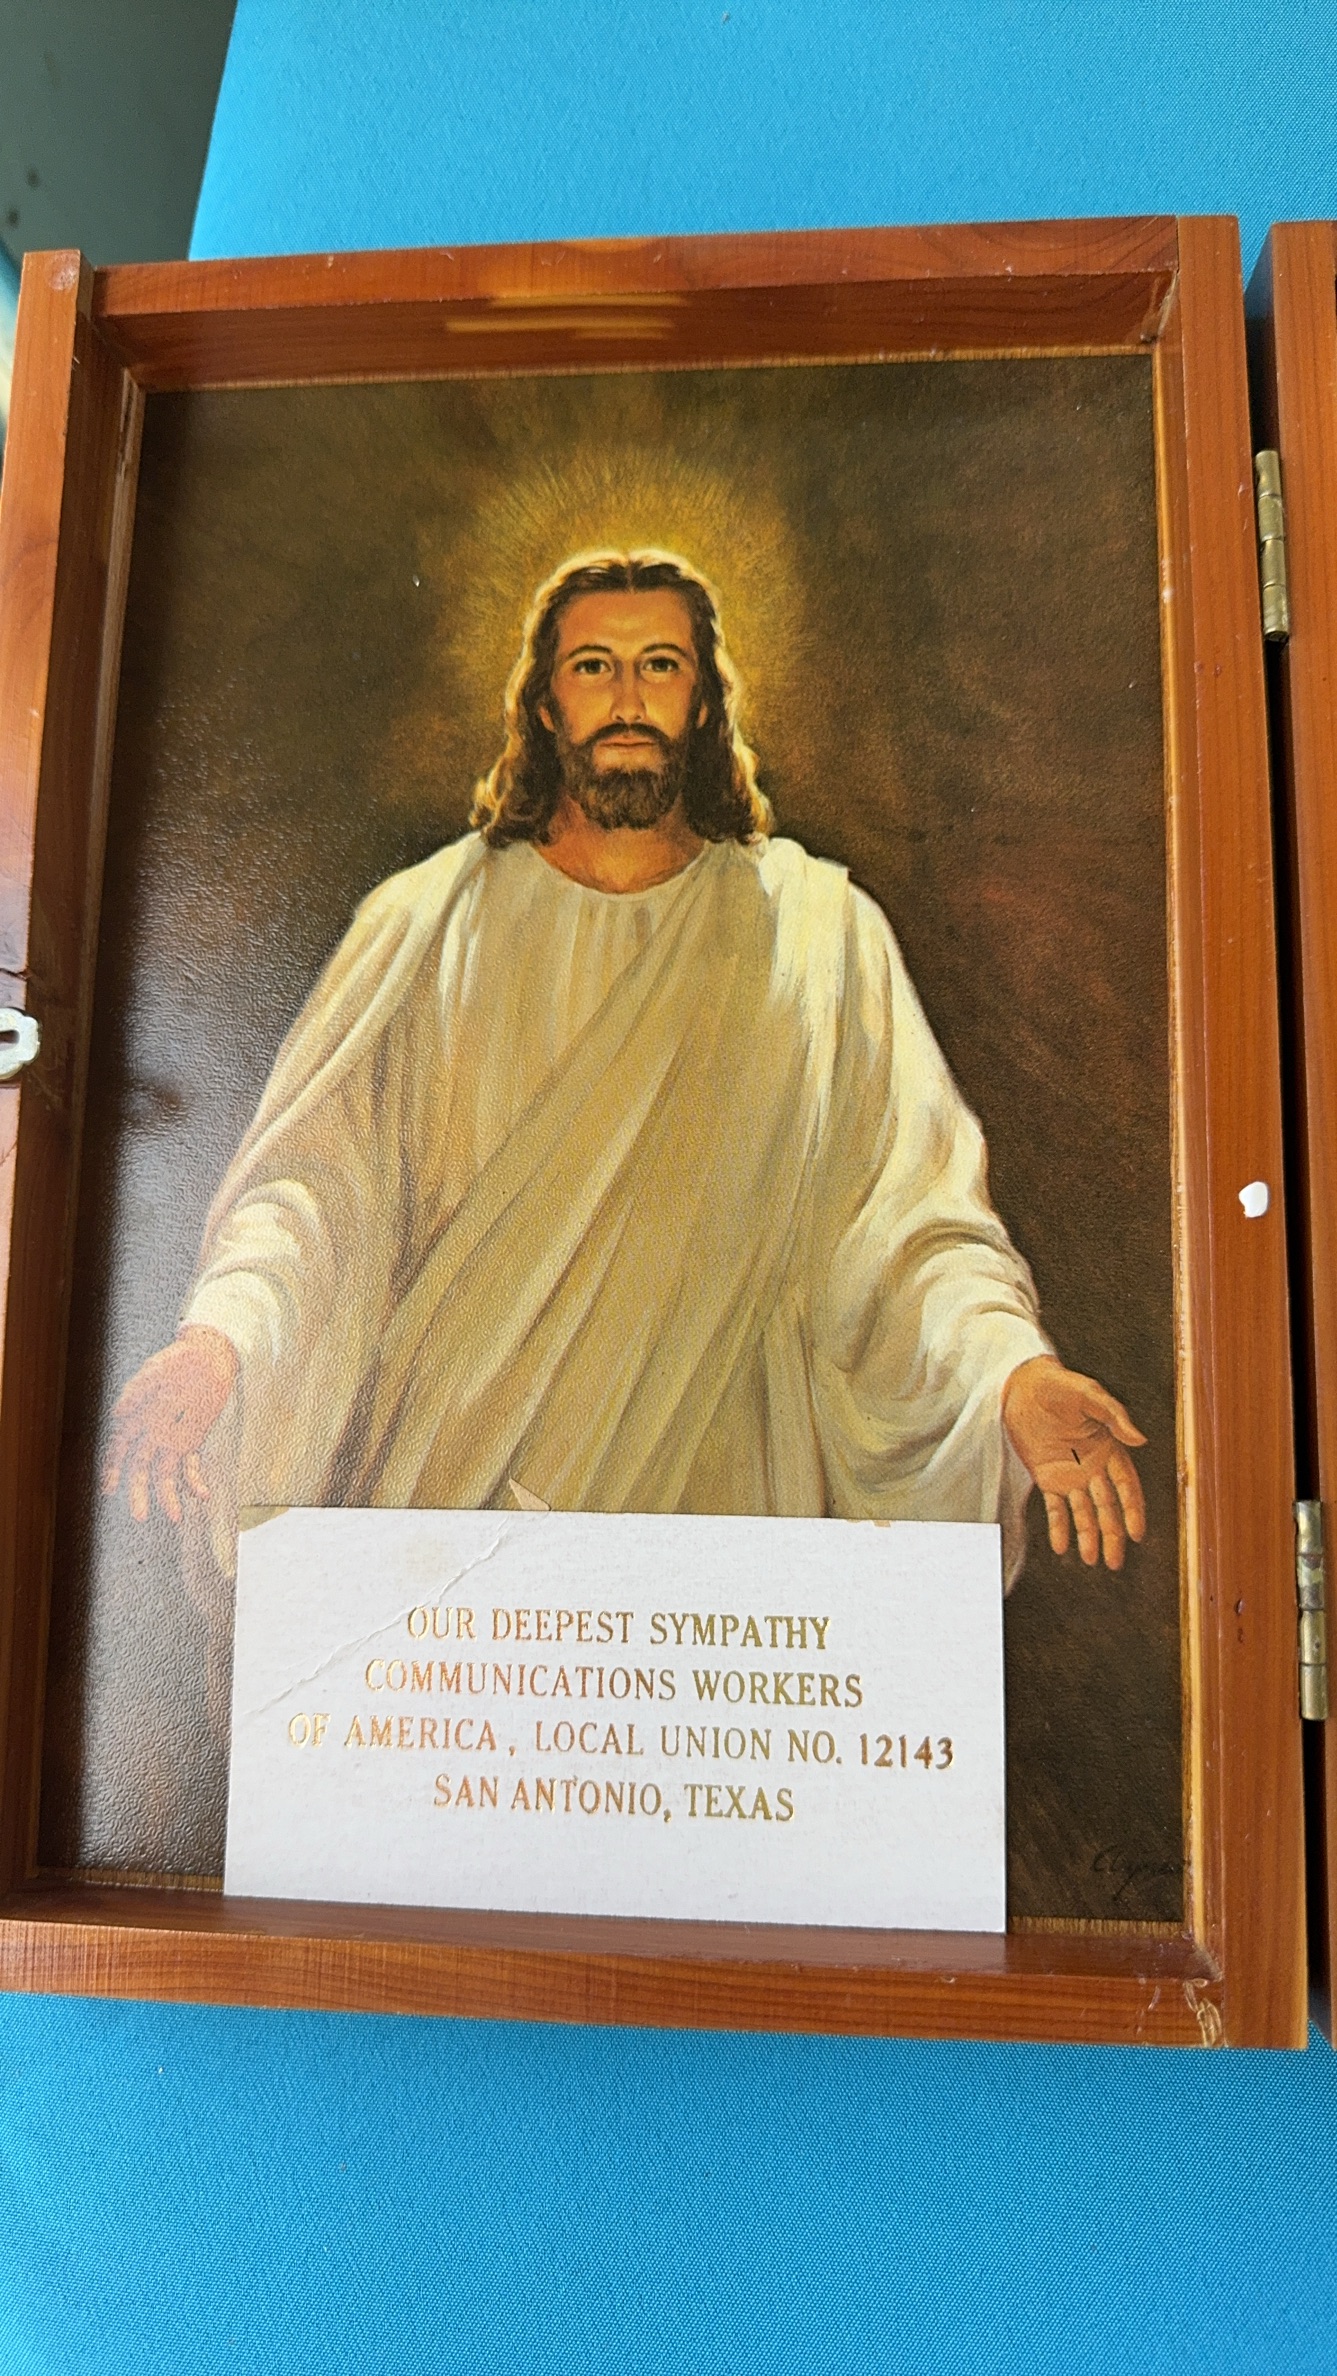 OUR DEEPEST SYMPATHY
COMMUNICATIONS WORKERS
OF AMERICA, LOCAL UNION NO. 12143
SAN ANTONIO, TEXAS